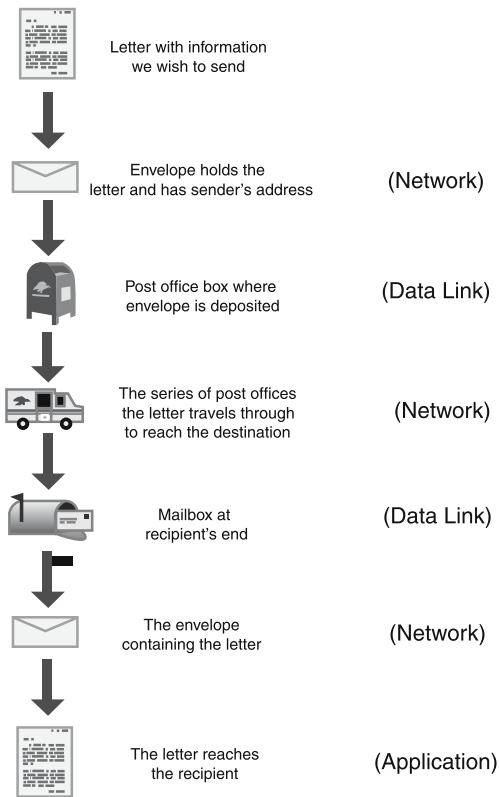 Letter with information
we wish to send
Envelope holds the
letter and has sender's address
(Network)
Post office box where
envelope is deposited
(Data Link)
The series of post offices
the letter travels through
to reach the destination
(Network)
Mailbox at
recipient's end
(Data Link)
The envelope
containing the letter
(Network)
The letter reaches
the recipient
(Application)